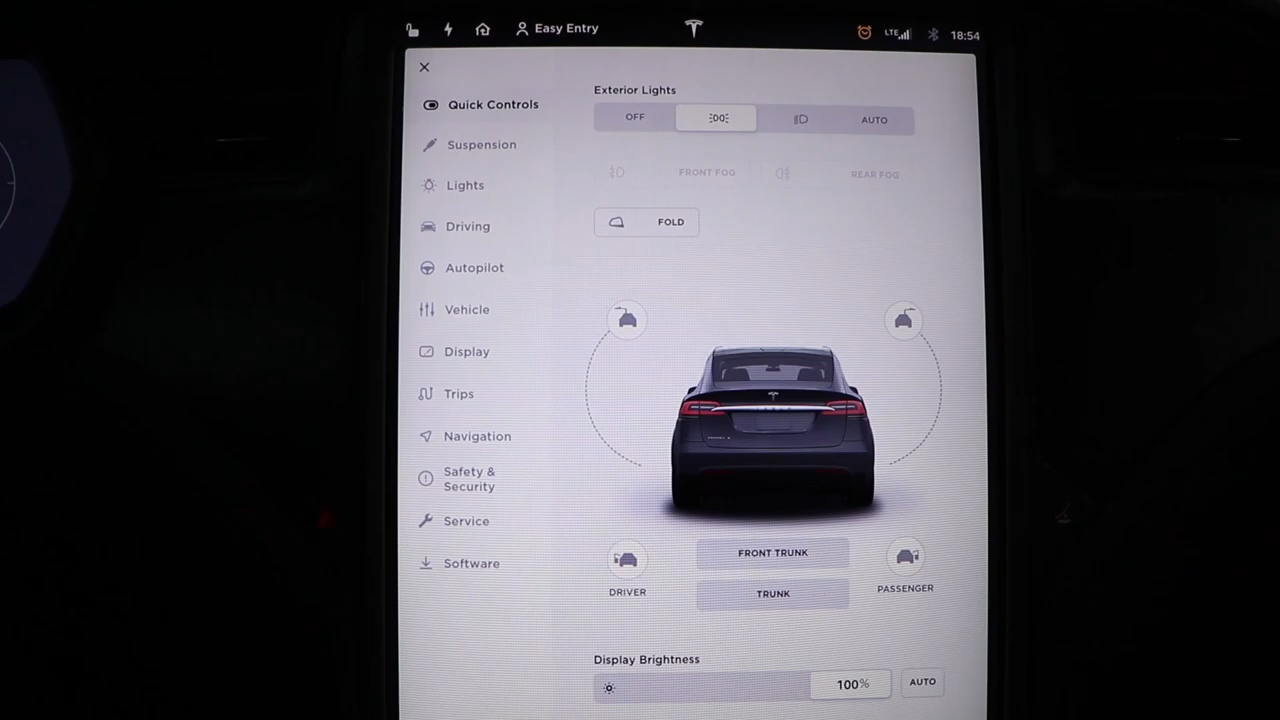 Easy Entry
LTE
18:54
Quick Controls
Suspension
Lights
Driving
Autopilot
Vehicle
Display
Trips
Navigation
Safety &
Security
Service
Software
Exterior Lights
OFF
AUTO
FRONT FOG
REAR FOG
FOLD
DRIVER
FRONT TRUNK
TRUNK
PASSENGER
Display Brightness
100%
AUTO